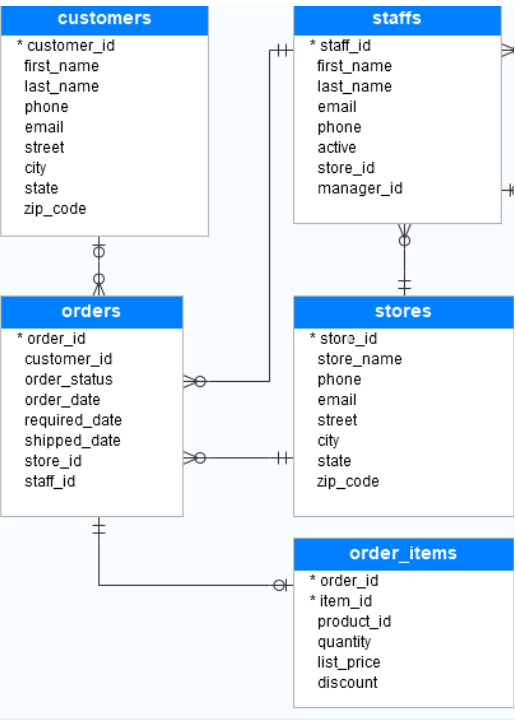 customers
* customer_id
first_name
last_name
phone
email
street
city
state
zip_code
staffs
* staff_id
first_name
last_name
email
phone
active
store_id
manager_id
orders
* order_id
customer_id
order_status
order_date
required_date
shipped_date
store_id
staff_id
stores
* store_id
store_name
phone
email
street
city
state
zip_code
order_items
* order_id
* item_id
product_id
quantity
list_price
discount